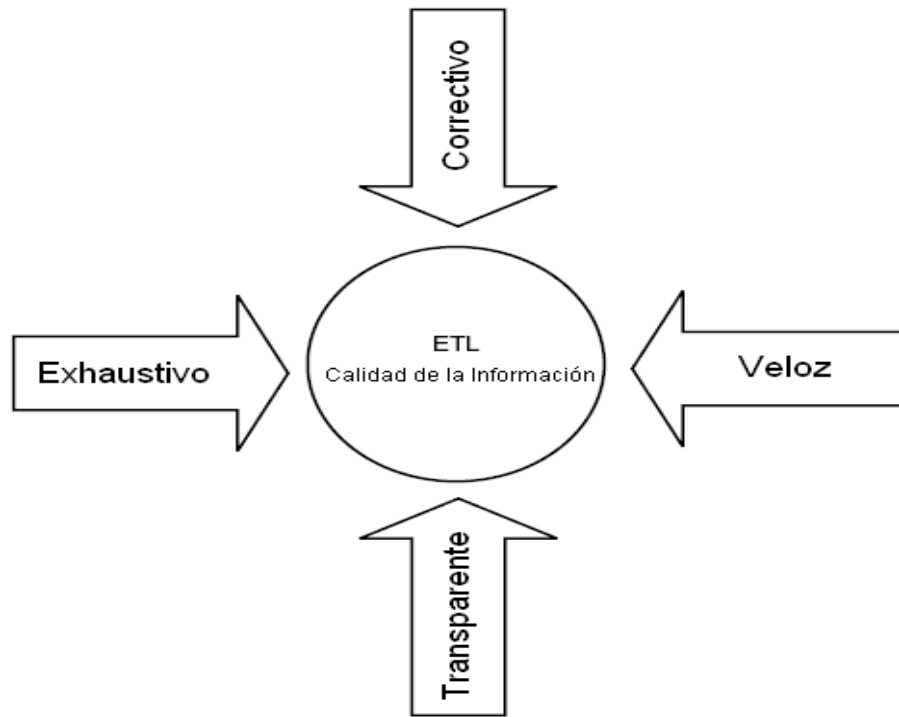 Correctivo
Exhaustivo
ETL
Calidad de la Información
Veloz
Transparente